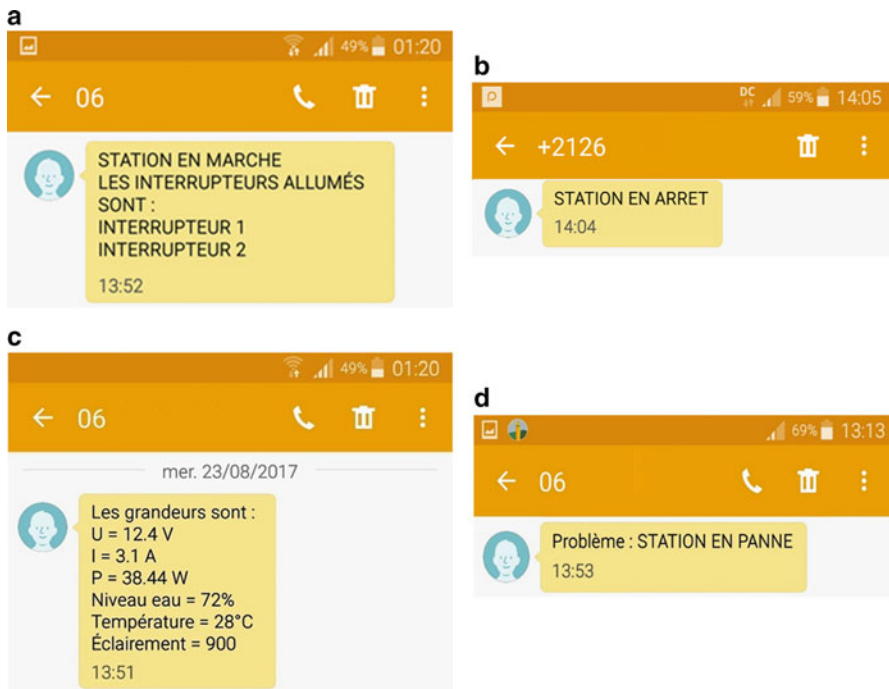 a
49% 01:20
06
STATION EN MARCHE
LES INTERRUPTEURS ALLUMÉS
SONT :
INTERRUPTEUR 1
INTERRUPTEUR 2
13:52
b
DC 59% 14:05
+2126
STATION EN ARRET
14:04
c
49% 01:20
06
mer. 23/08/2017
Les grandeurs sont :
U = 12.4 V
I = 3.1 A
P = 38.44 W
Niveau eau = 72%
Température = 28°C
Éclairement = 900
13:51
d
69% 13:13
06
Problème : STATION EN PANNE
13:53